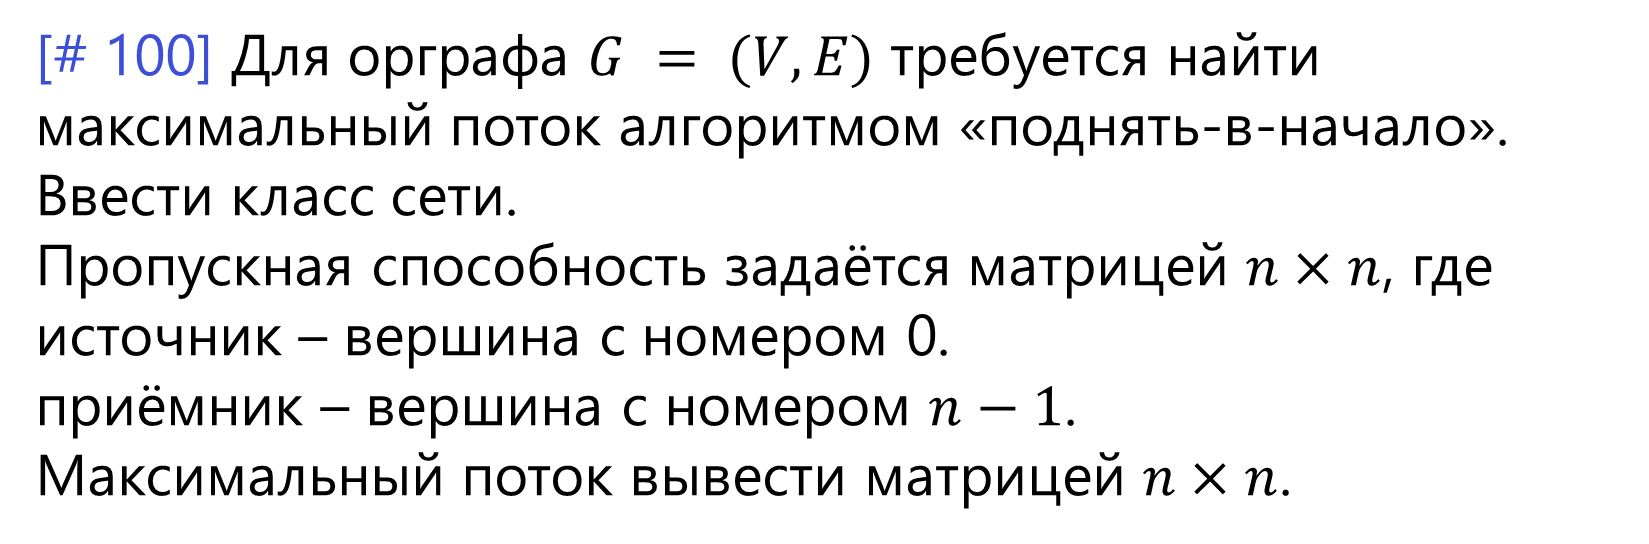 [# 100] Для орграфа G = (V, E) требуется найти
максимальный поток алгоритмом «поднять-в-начало».
Ввести класс сети.
Пропускная способность задаётся матрицей n × n, где
источник – вершина с номером 0.
приёмник – вершина с номером n − 1.
Максимальный поток вывести матрицей n × n.